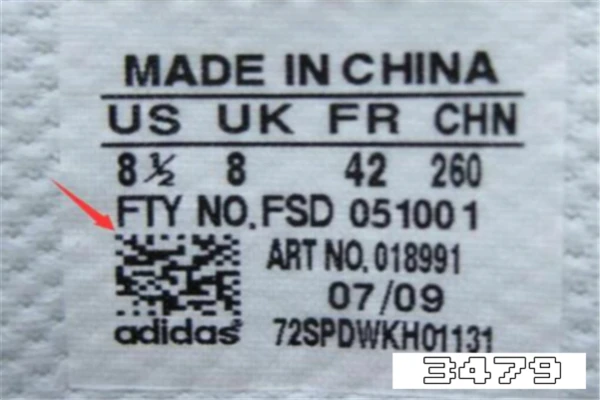 MADE IN CHINA
US UK FR CHN
8 ½ 8 42 260
FTY NO. FSD 051001
ART NO. 018991
07/09
adidas
72SPDWKH01131
3479